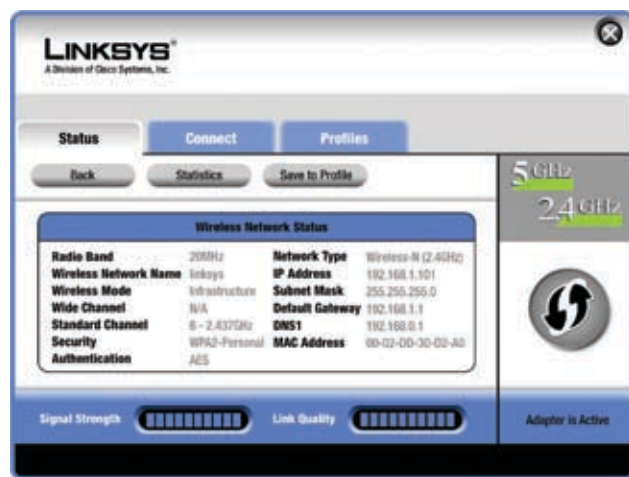 LINKSYS®
A Division of Cisco Systems, Inc.
Status Connect Profiles
Back Statistics Save to Profile
5 GHz
2.4 GHz
Wireless Network Status
Radio Band 20MHz Network Type Wireless-N (2.4GHz)
Wireless Network Name linksys IP Address 192.168.1.101
Wireless Mode Infrastructure Subnet Mask 255.255.255.0
Wide Channel N/A Default Gateway 192.168.1.1
Standard Channel 6 - 2.437GHz DNS1 192.168.0.1
Security WPA2-Personal MAC Address 00-02-DD-30-D2-A0
Authentication AES
Signal Strength Link Quality Adapter is Active